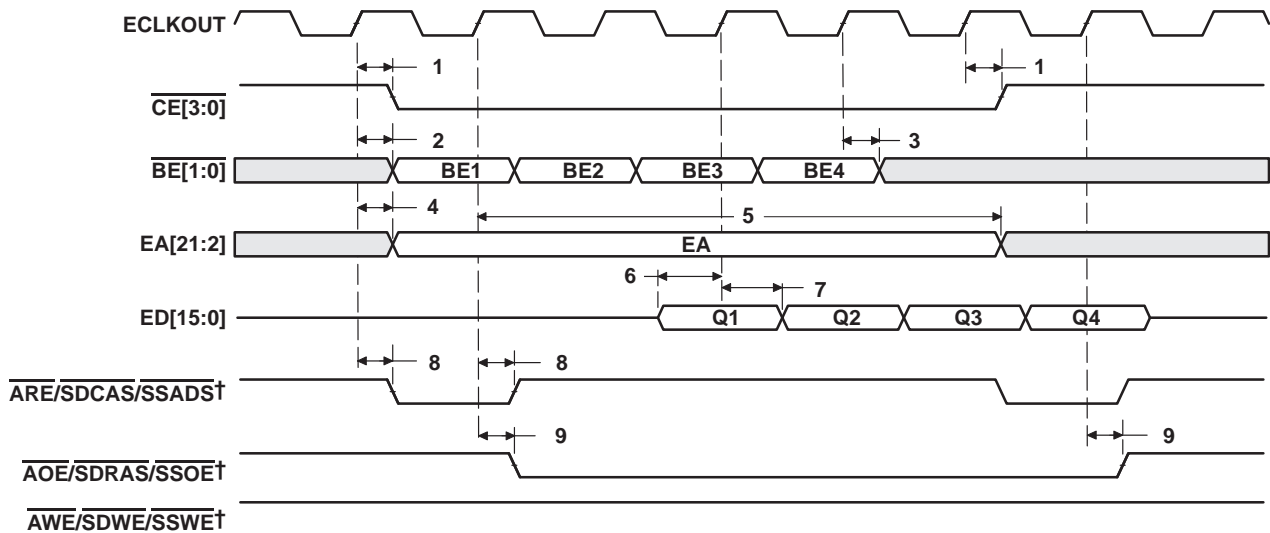 ECLKOUT
1 1
CE[3:0]
2 3
BE[1:0] BE1 BE2 BE3 BE4
4 5
EA[21:2] EA
6 7
ED[15:0] Q1 Q2 Q3 Q4
8 8
ARE/SDCAS/SSADS†
9 9
AOE/SDRAS/SSOE†
AWE/SDWE/SSWE†